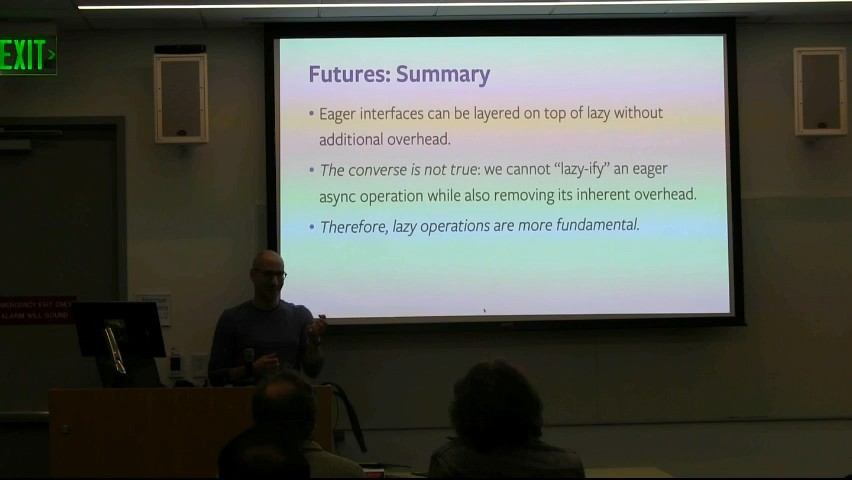 EXIT
Futures: Summary
• Eager interfaces can be layered on top of lazy without
additional overhead.
• The converse is not true: we cannot “lazy-ify” an eager
async operation while also removing its inherent overhead.
• Therefore, lazy operations are more fundamental.
EMERGENCY EXIT ONLY
ALARM WILL SOUND